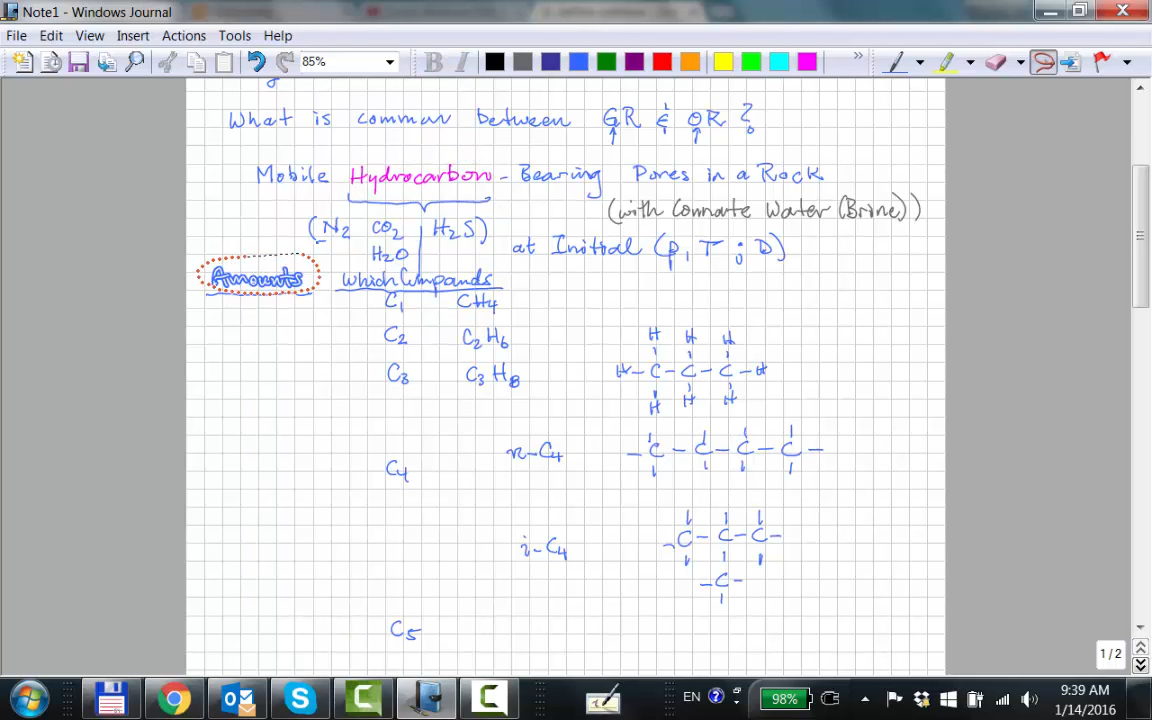 Note1 - Windows Journal
File Edit View Insert Actions Tools Help
85%
B I
What is common between GR & OR ?
Mobile Hydrocarbon - Bearing Pores in a Rock
(with Connate Water (Brine))
(N2 CO2 H2S)
H2O
at Initial (p, T ; D)
Amounts which Compounds
C1 CH4
C2 C2H6
H H H
C3 C3H8 H-C-C-C-H
H H H
n-C4 -C-C-C-C-
C4
i-C4 -C-C-C-
-C-
C5
1/2
EN 98% 9:39 AM
1/14/2016